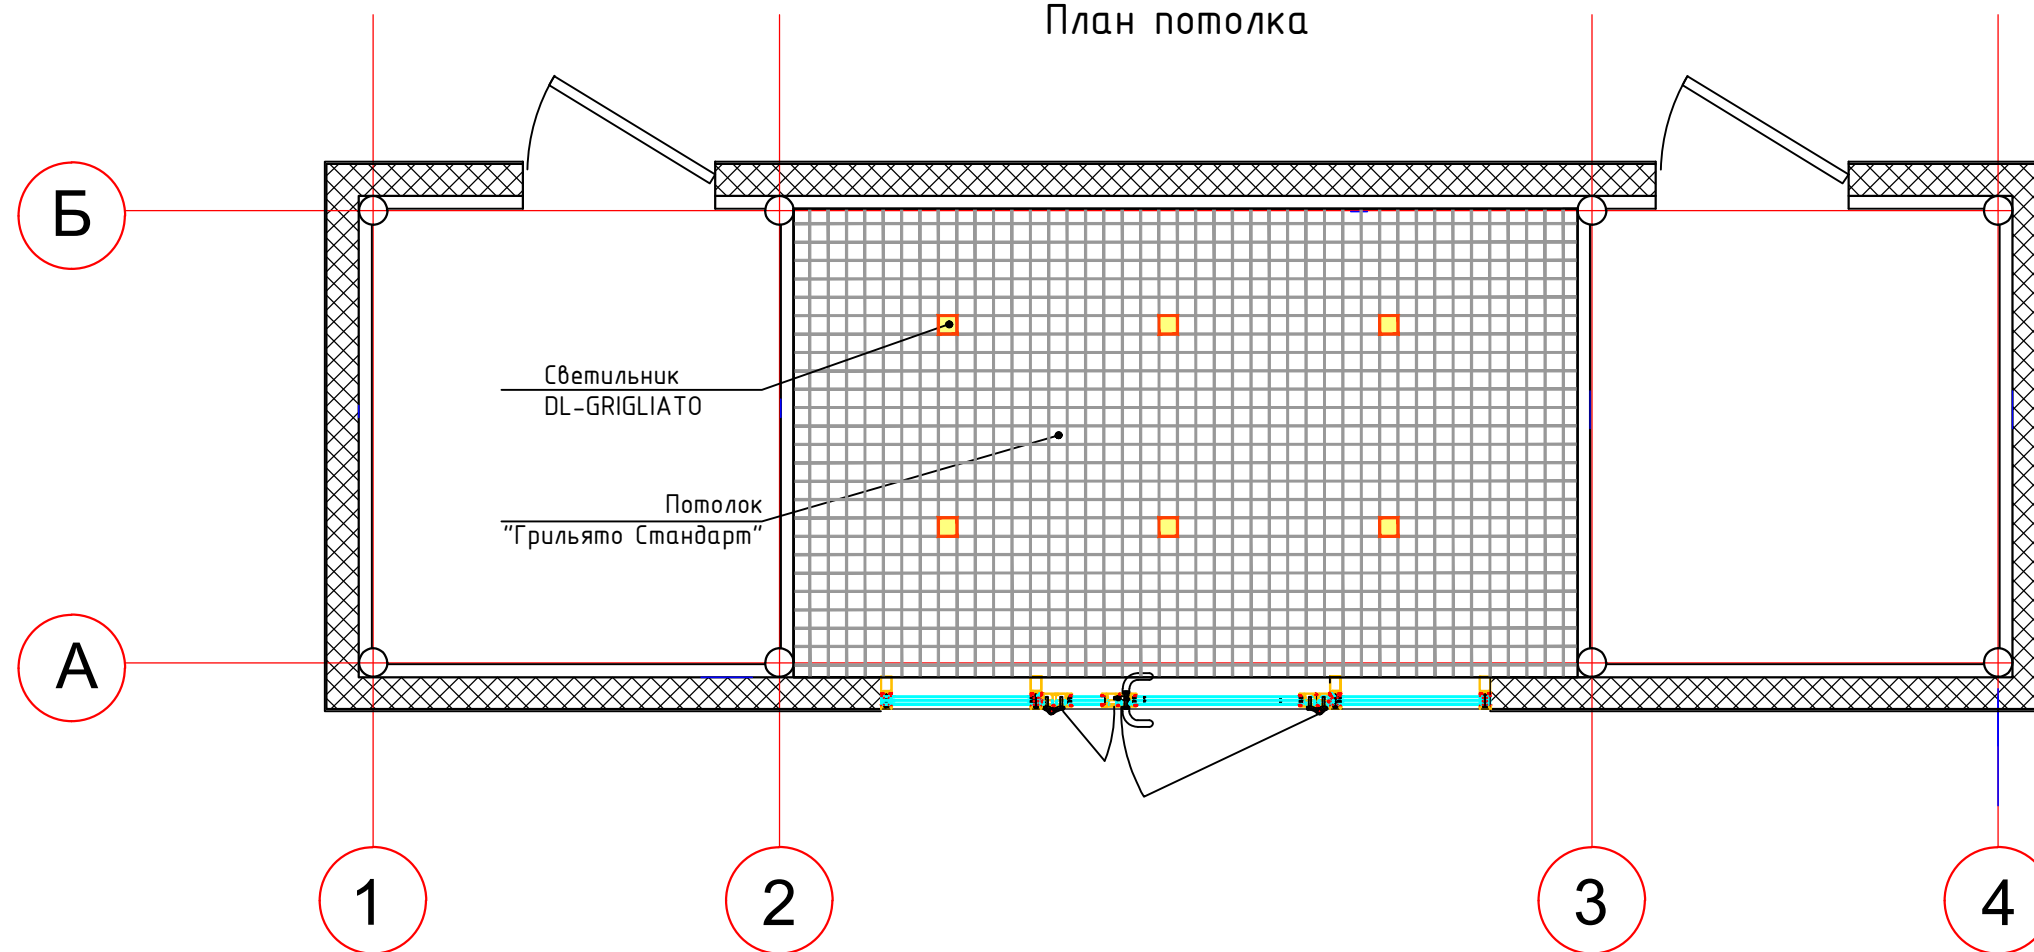 План потолка
Б
Светильник
DL-GRIGLIATO
Потолок
"Грильято Стандарт"
А
1
2
3
4